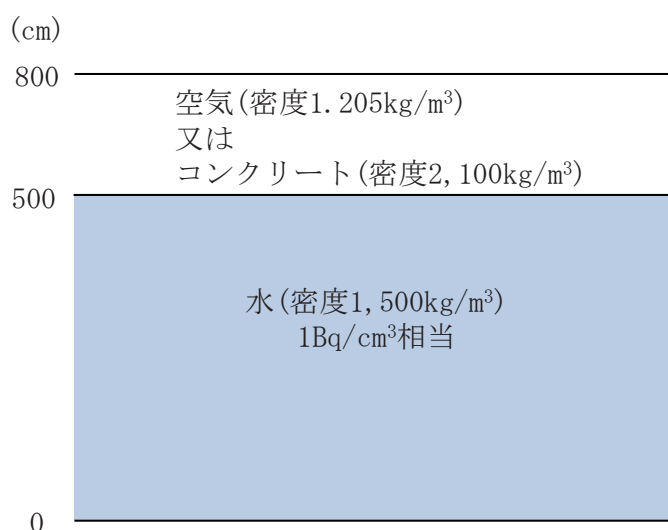 (cm)
800
空気(密度1.205kg/m³)
又は
コンクリート(密度2,100kg/m³)
500
水(密度1,500kg/m³)
1Bq/cm³相当
0